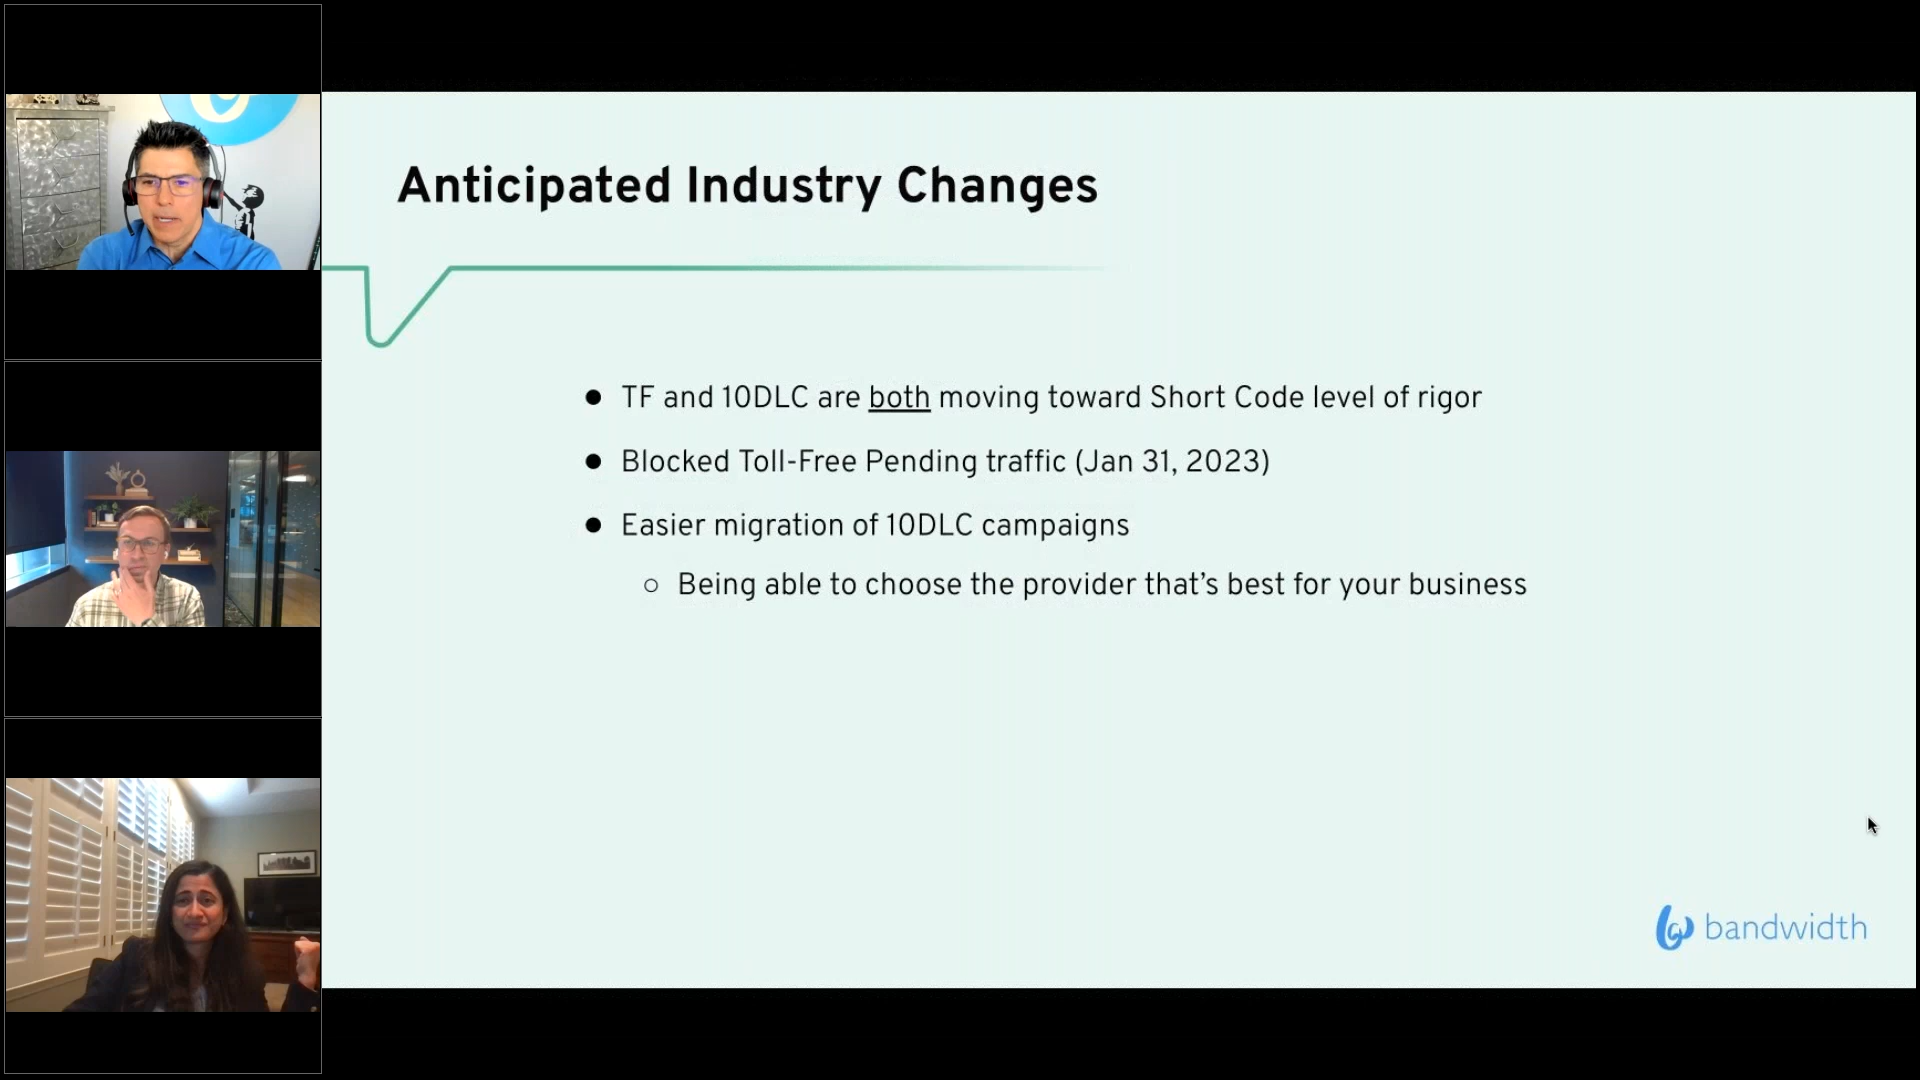 Anticipated Industry Changes
● TF and 10DLC are both moving toward Short Code level of rigor
● Blocked Toll-Free Pending traffic (Jan 31, 2023)
● Easier migration of 10DLC campaigns
○ Being able to choose the provider that’s best for your business
bandwidth